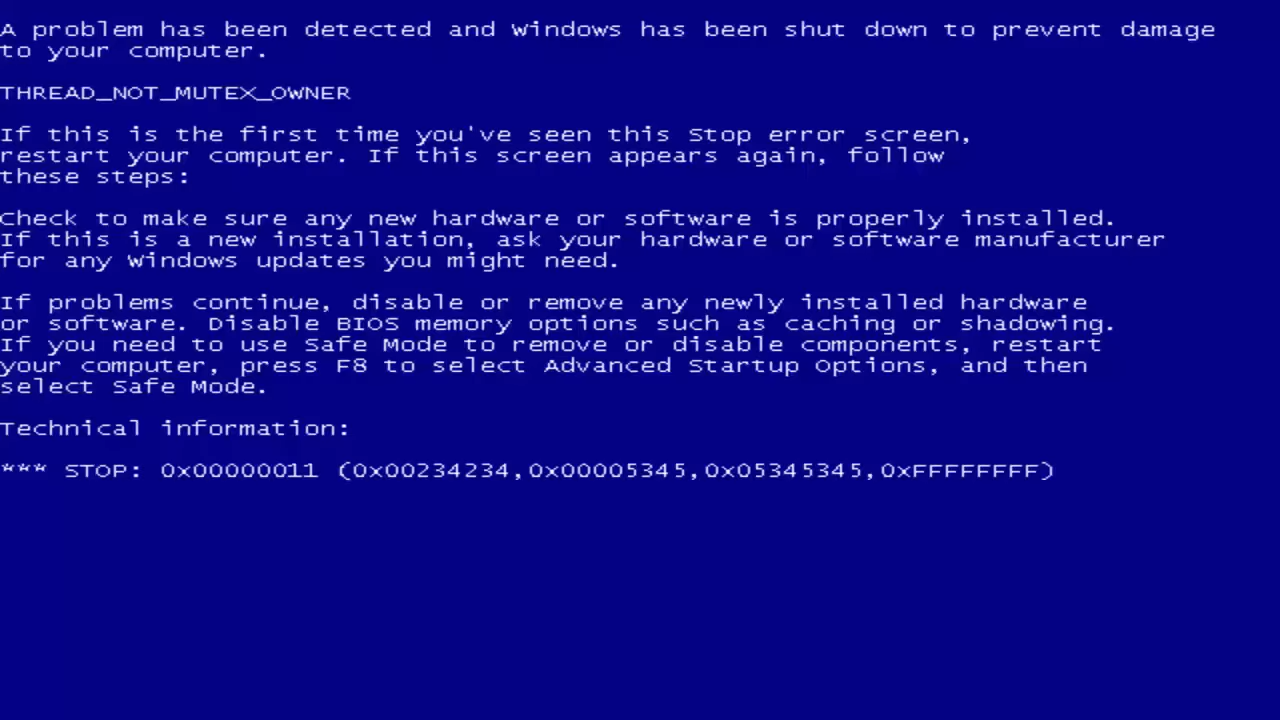 A problem has been detected and Windows has been shut down to prevent damage
to your computer.
THREAD_NOT_MUTEX_OWNER
If this is the first time you've seen this Stop error screen,
restart your computer. If this screen appears again, follow
these steps:
Check to make sure any new hardware or software is properly installed.
If this is a new installation, ask your hardware or software manufacturer
for any Windows updates you might need.
If problems continue, disable or remove any newly installed hardware
or software. Disable BIOS memory options such as caching or shadowing.
If you need to use Safe Mode to remove or disable components, restart
your computer, press F8 to select Advanced Startup Options, and then
select Safe Mode.
Technical information:
*** STOP: 0x00000011 (0x00234234,0x00005345,0x05345345,0xFFFFFFFF)